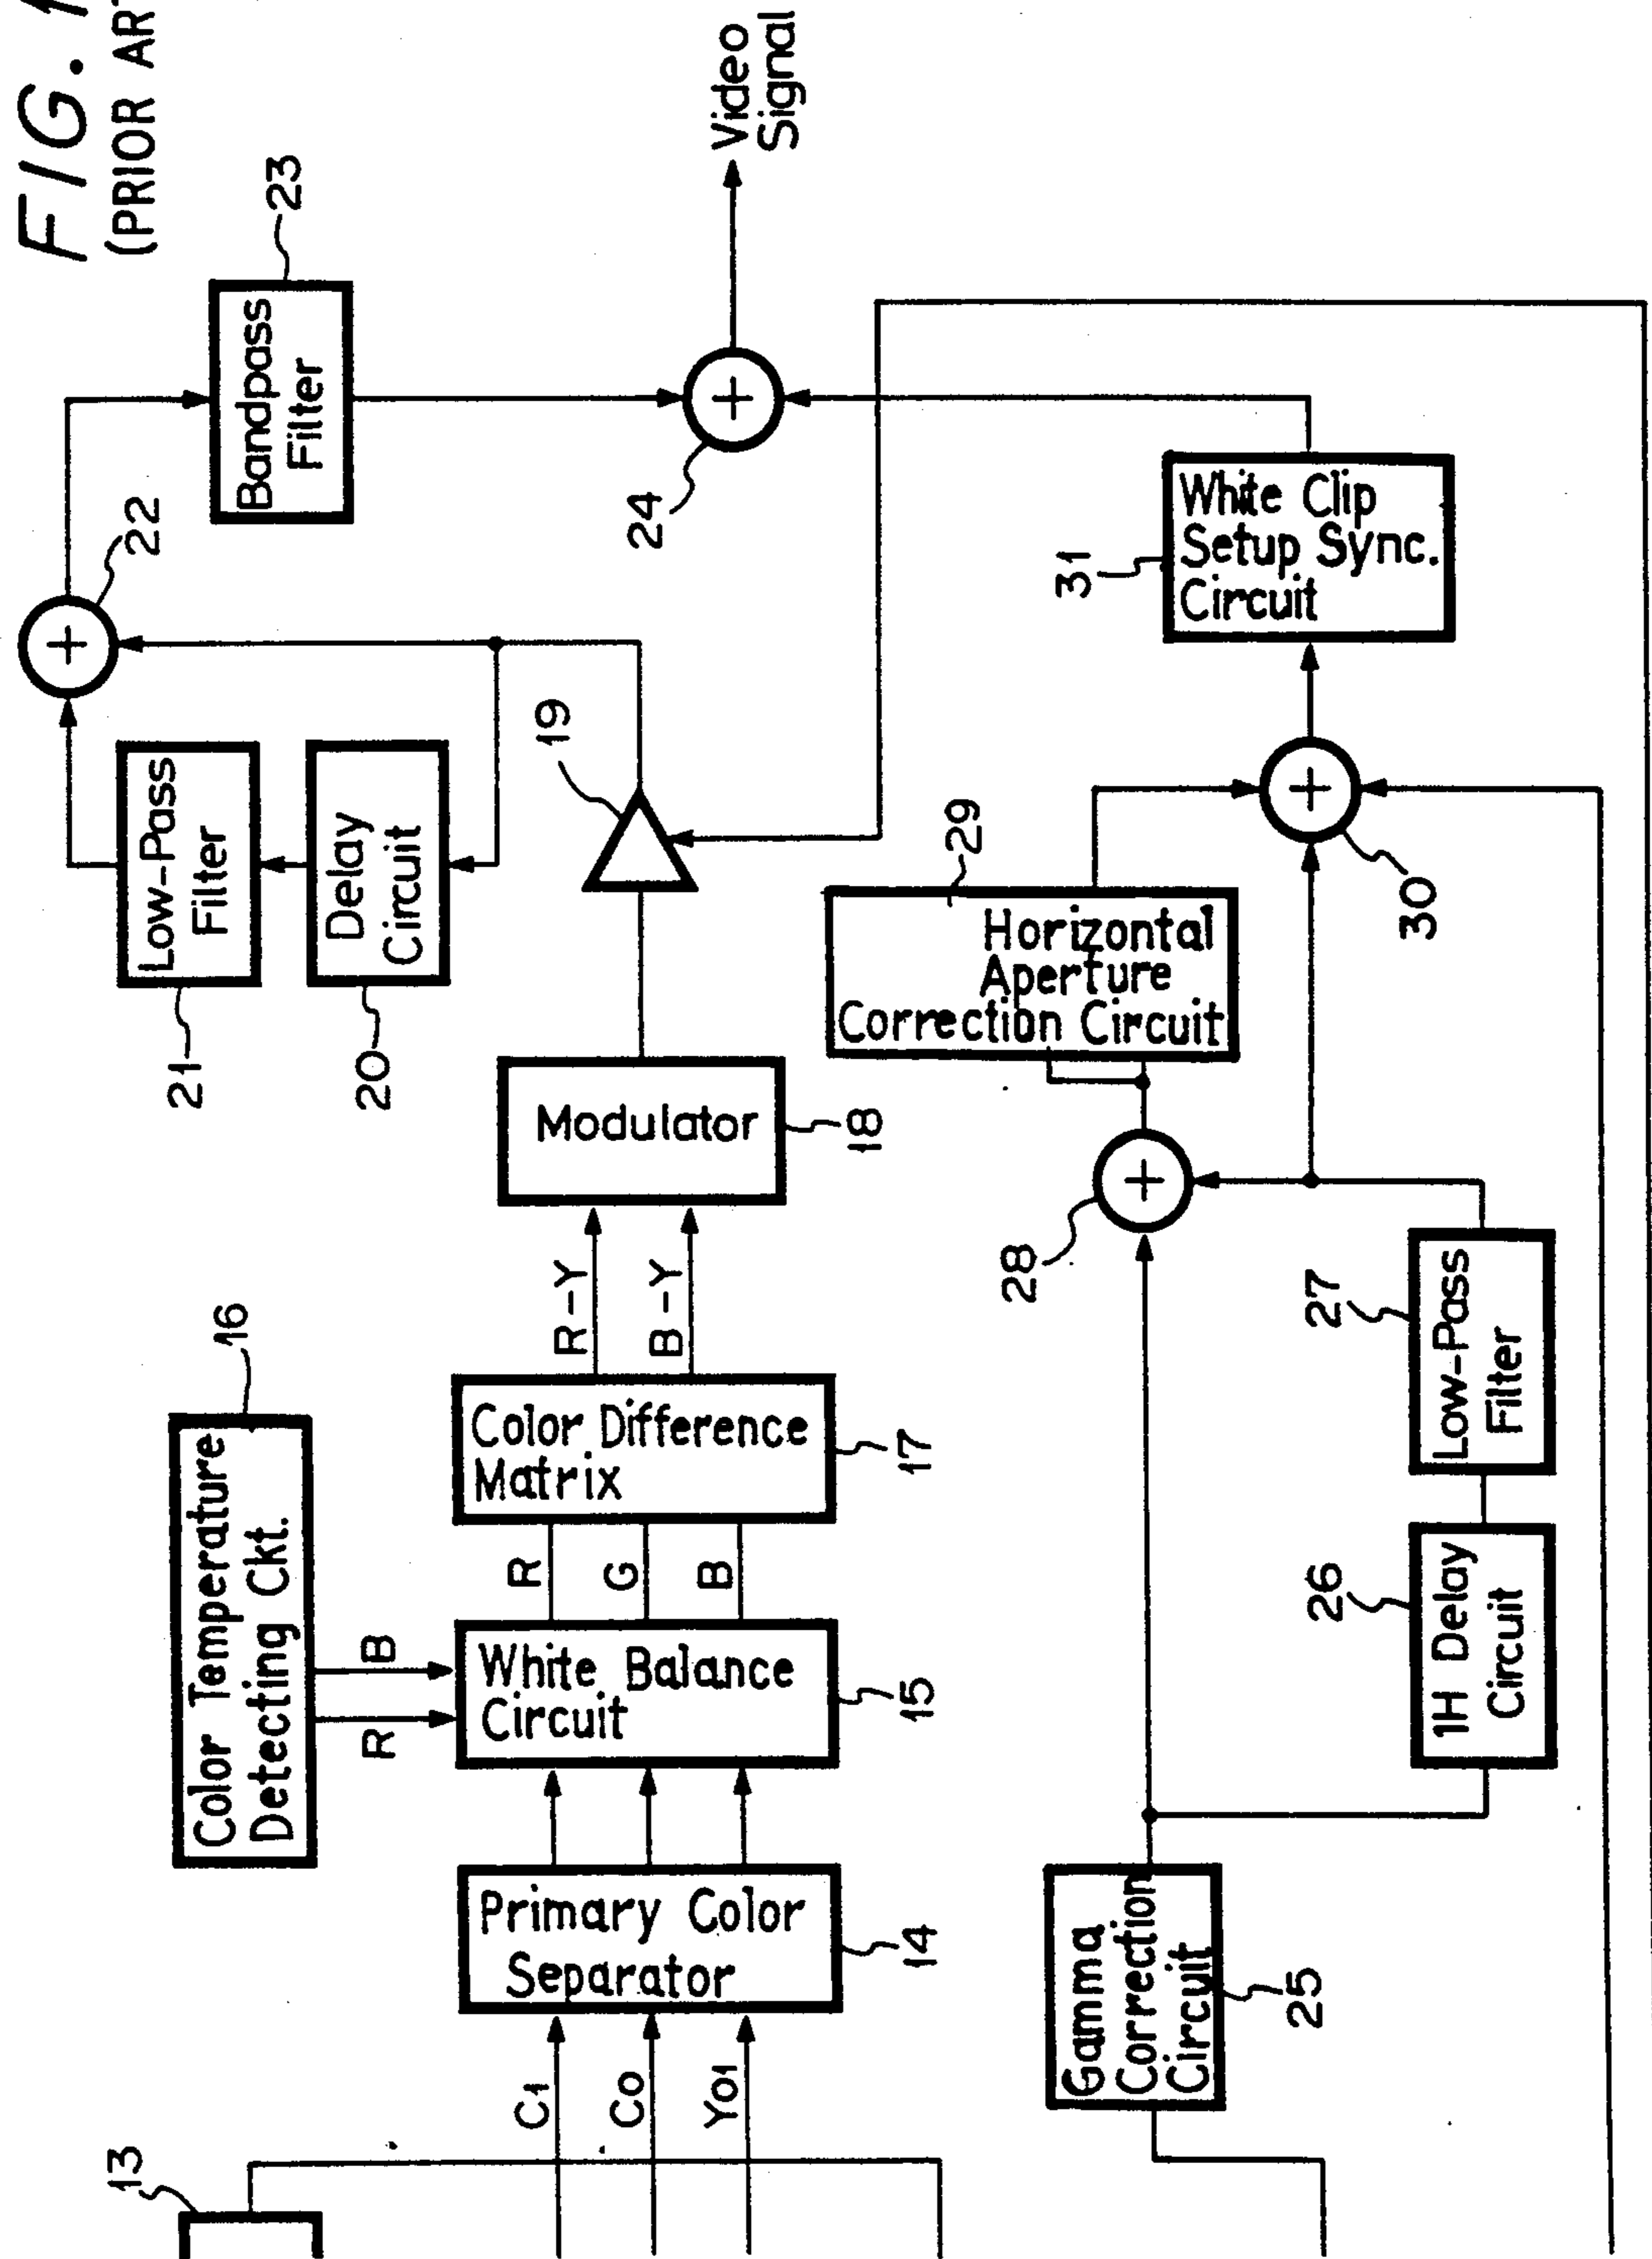 FIG. 1
(PRIOR ART
13
C1
C0
Y01
Primary Color
Separator
14
Color Temperature
Detecting Ckt.
16
R
B
White Balance
Circuit
15
R
G
B
Color Difference
Matrix
17
R-Y
B-Y
Modulator
18
19
Delay
Circuit
20
Low-Pass
Filter
21
22
Bandpass
Filter
23
24
Video
Signal
Gamma
Correction
Circuit
25
1H Delay
Circuit
26
Low-Pass
Filter
27
28
+
Horizontal
Aperture
Correction Circuit
29
30
+
White Clip
Setup Sync.
Circuit
31
+
+